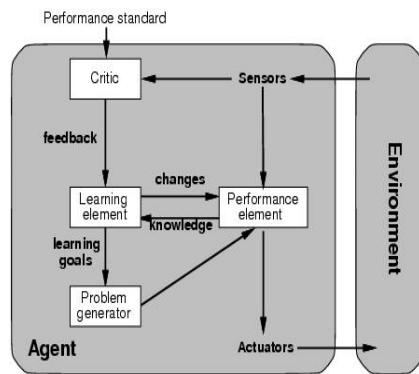 Performance standard
Critic
Sensors
feedback
changes
Learning
element
Performance
element
knowledge
learning
goals
Problem
generator
Agent
Actuators
Environment